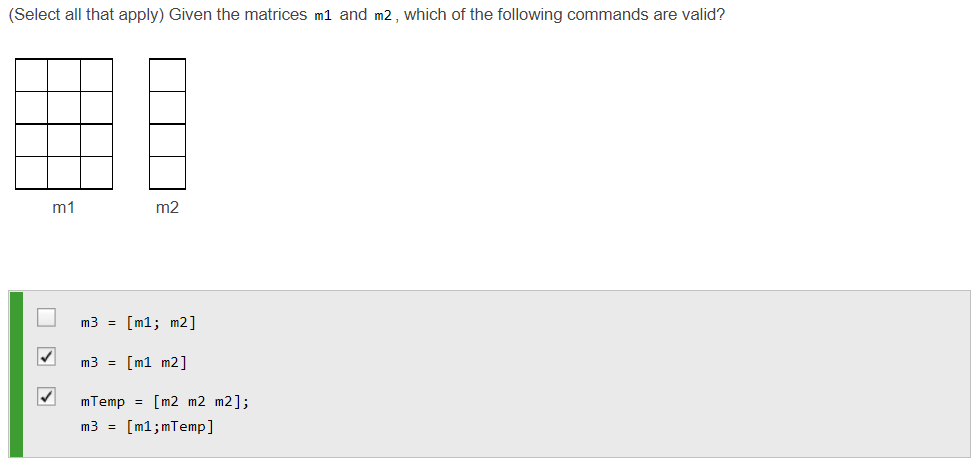 (Select all that apply) Given the matrices m1 and m2, which of the following commands are valid?
m1 m2
m3 = [m1; m2]
m3 = [m1 m2]
mTemp = [m2 m2 m2];
m3 = [m1;mTemp]